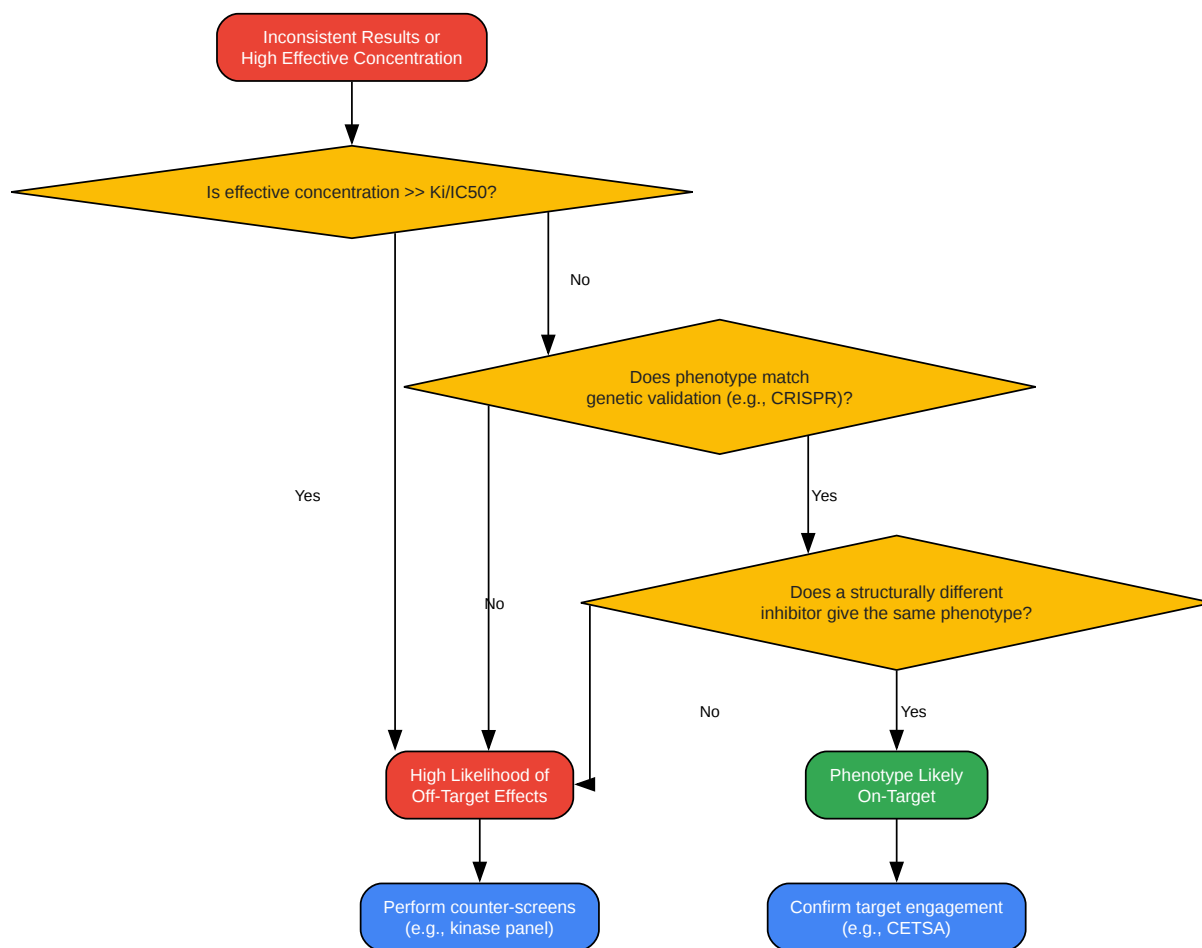 Inconsistent Results or
High Effective Concentration
Is effective concentration >> Ki/IC50?
No
Does phenotype match
genetic validation (e.g., CRISPR)?
Yes
Yes
No
Does a structurally different
inhibitor give the same phenotype?
No
Yes
High Likelihood of
Off-Target Effects
Phenotype Likely
On-Target
Perform counter-screens
(e.g., kinase panel)
Confirm target engagement
(e.g., CETSA)